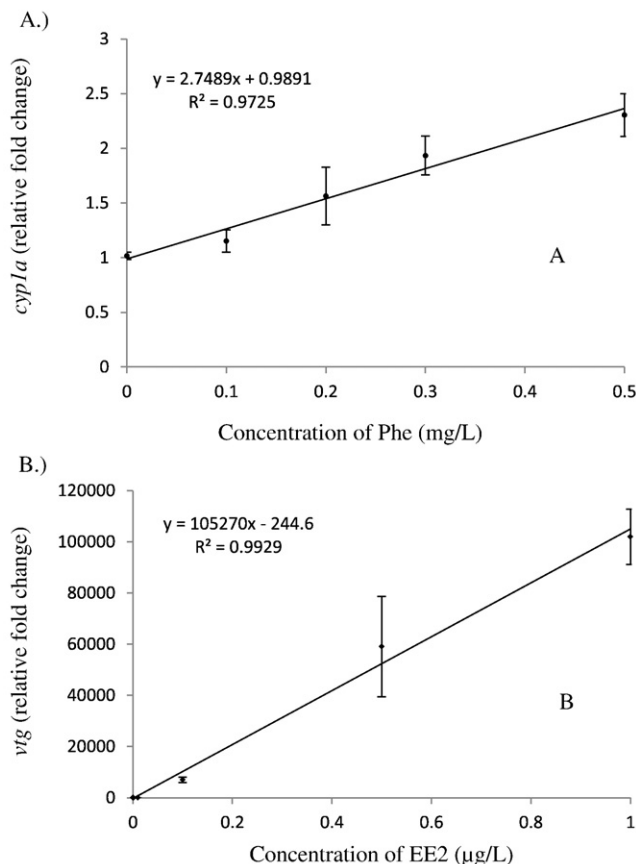 A.)
3
y = 2.7489x + 0.9891
R² = 0.9725
2.5
2
1.5
1
0.5
0
cyp1a (relative fold change)
A
0 0.1 0.2 0.3 0.4 0.5
Concentration of Phe (mg/L)
B.)
120000
y = 105270x - 244.6
R² = 0.9929
100000
80000
60000
40000
20000
0
vtg (relative fold change)
B
0 0.2 0.4 0.6 0.8 1
Concentration of EE2 (µg/L)